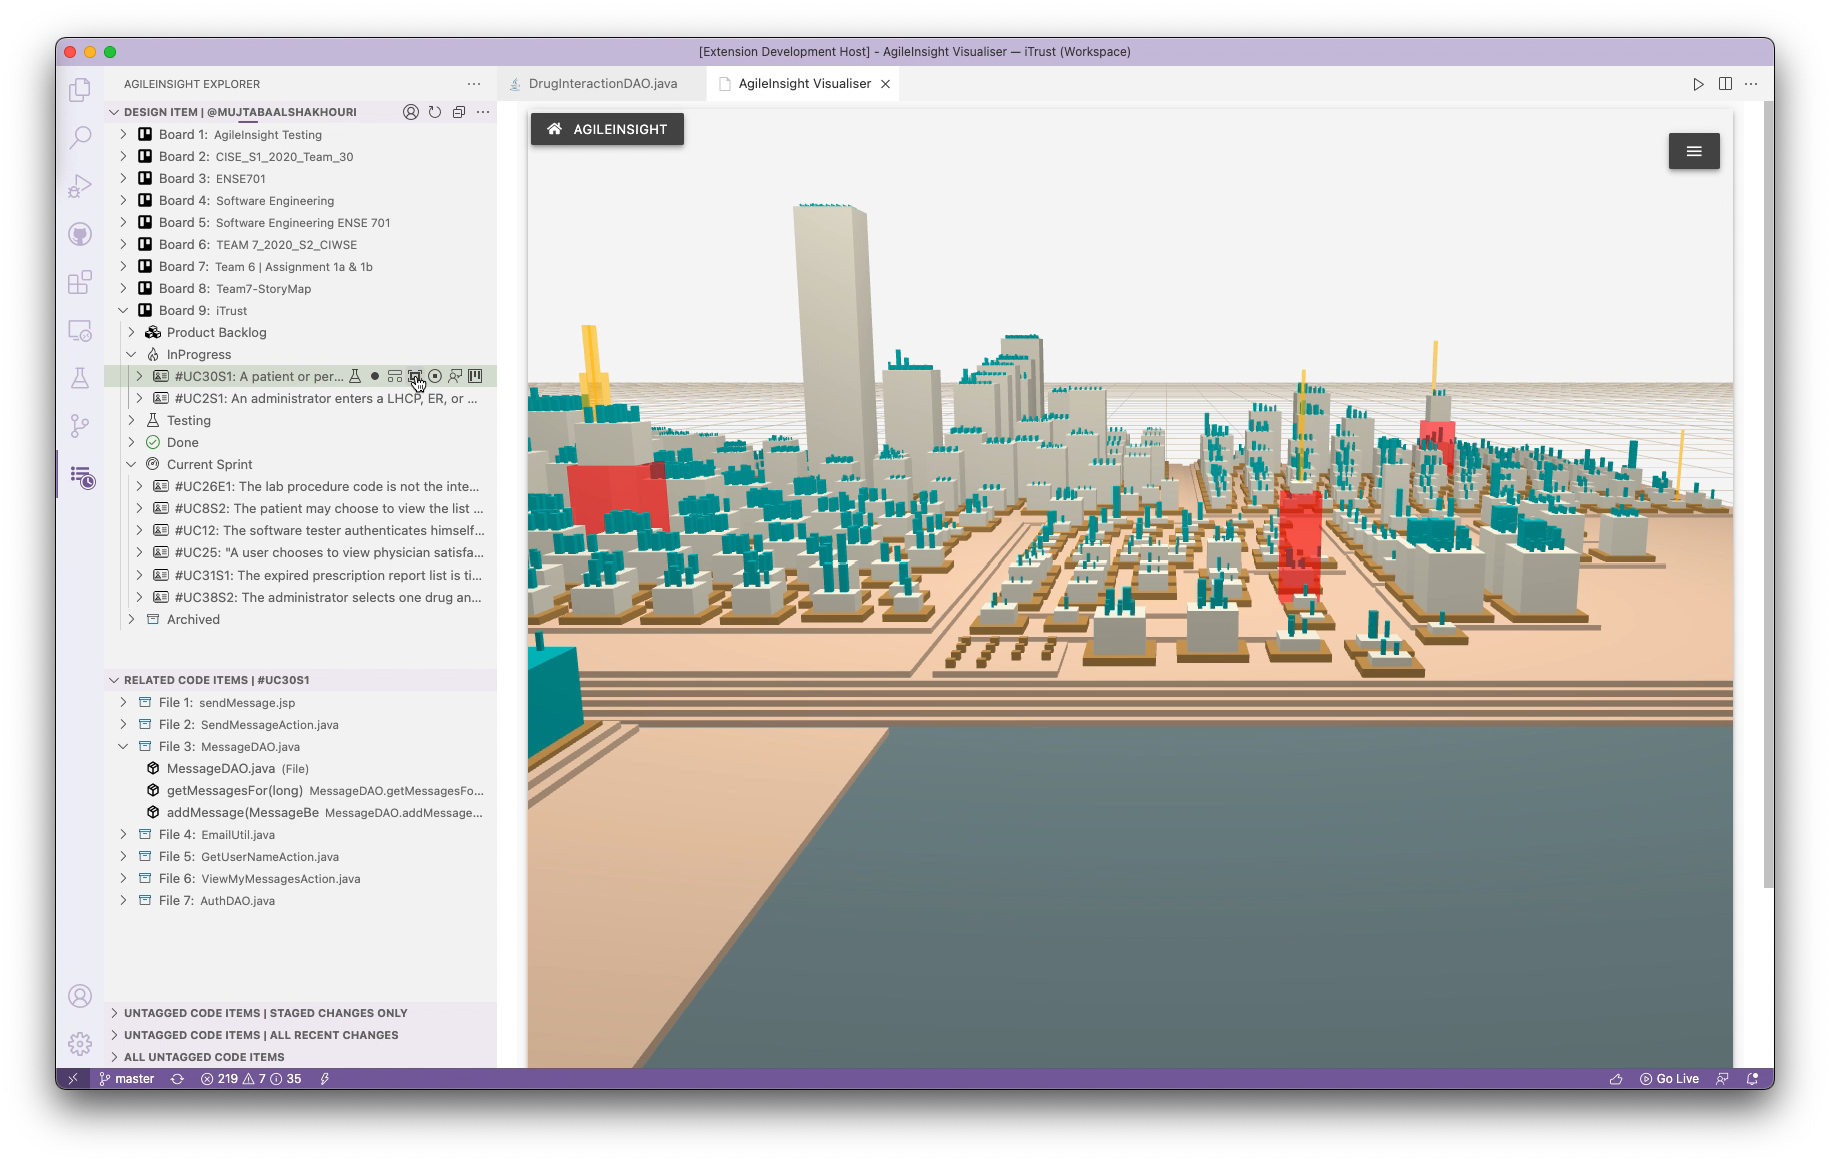 [Extension Development Host] - AgileInsight Visualiser — iTrust (Workspace)
AGILEINSIGHT EXPLORER
DrugInteractionDAO.java
AgileInsight Visualiser
DESIGN ITEM | @MUJTABAALSHAKHOURI
Board 1: AgileInsight Testing
Board 2: CISE_S1_2020_Team_30
Board 3: ENSE701
Board 4: Software Engineering
Board 5: Software Engineering ENSE 701
Board 6: TEAM 7_2020_S2_CIWSE
Board 7: Team 6 | Assignment 1a & 1b
Board 8: Team7-StoryMap
Board 9: iTrust
Product Backlog
InProgress
#UC30S1: A patient or per...
#UC2S1: An administrator enters a LHCP, ER, or ...
Testing
Done
Current Sprint
#UC26E1: The lab procedure code is not the inte...
#UC8S2: The patient may choose to view the list ...
#UC12: The software tester authenticates himself...
#UC25: "A user chooses to view physician satisfa...
#UC31S1: The expired prescription report list is ti...
#UC38S2: The administrator selects one drug an...
Archived
RELATED CODE ITEMS | #UC30S1
File 1: sendMessage.jsp
File 2: SendMessageAction.java
File 3: MessageDAO.java
MessageDAO.java (File)
getMessagesFor(long) MessageDAO.getMessagesFo...
addMessage(MessageBe MessageDAO.addMessage...
File 4: EmailUtil.java
File 5: GetUserNameAction.java
File 6: ViewMyMessagesAction.java
File 7: AuthDAO.java
UNTAGGED CODE ITEMS | STAGED CHANGES ONLY
UNTAGGED CODE ITEMS | ALL RECENT CHANGES
ALL UNTAGGED CODE ITEMS
AGILEINSIGHT
master
219 7 35
Go Live